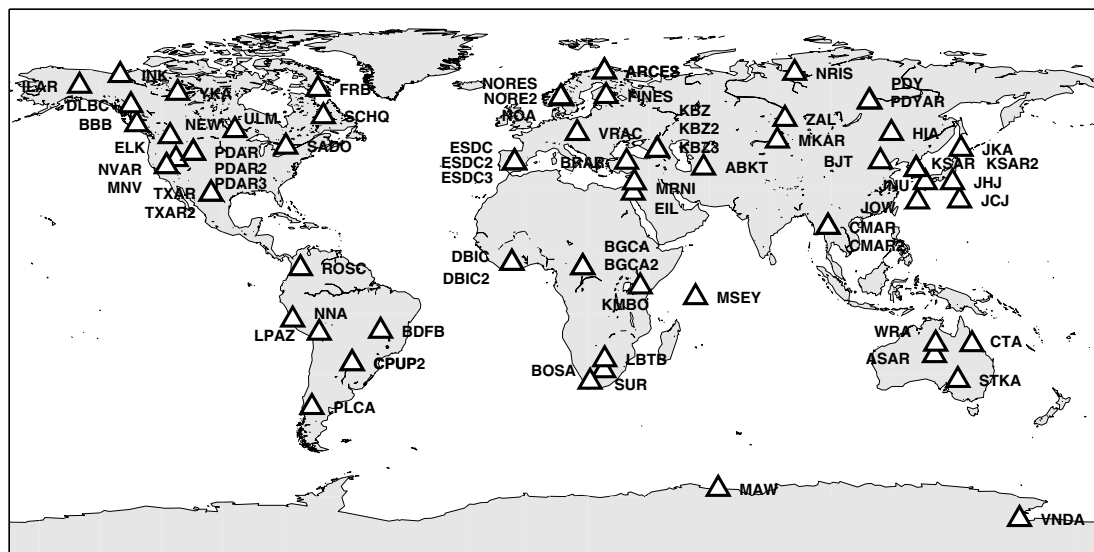 ILAR
INK
DLBC
YKA
BBB
NEW
ULM
FRB
SCHQ
SADO
ELK
NVAR
MNV
PDAR
PDAR2
PDAR3
TXAR
TXAR2
ROSC
LPAZ
NNA
BDFB
CPUP2
PLCA
NORES
NORE2
NOA
ARCES
FINES
ESDC
ESDC2
ESDC3
VRAC
BRAR
KBZ
KBZ2
KBZ3
ABKT
MRNI
EIL
DBIC
DBIC2
BGCA
BGCA2
KMBO
MSEY
LBTB
BOSA
SUR
NRIS
PDY
PDYAR
ZAL
MKAR
HIA
BJT
KSAR
KSAR2
JKA
JNU
JHJ
JOW
JCJ
CMAR
CMAR2
WRA
ASAR
CTA
STKA
MAW
VNDA